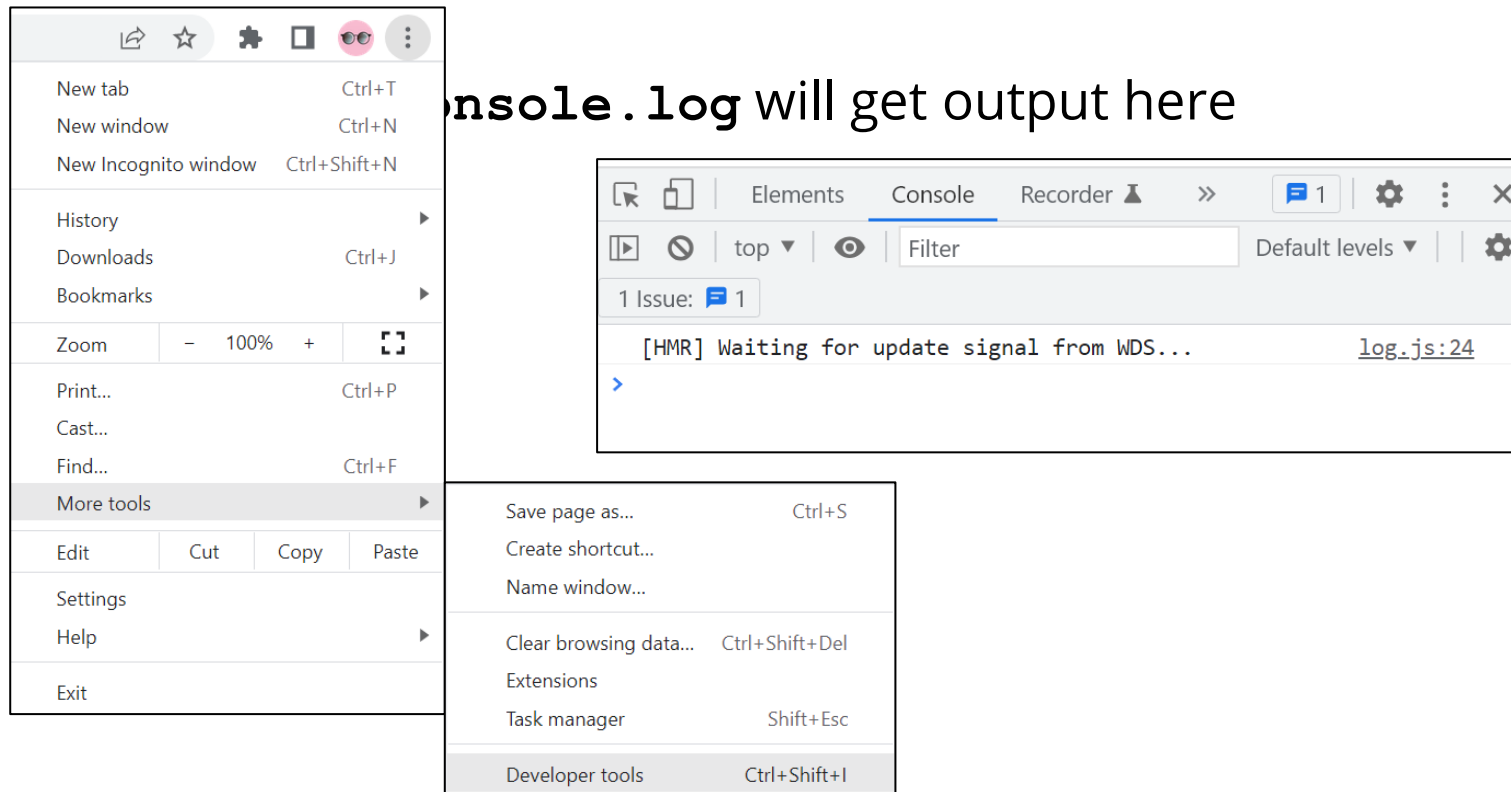 New tab Ctrl+T
New window Ctrl+N
New Incognito window Ctrl+Shift+N
History
Downloads Ctrl+J
Bookmarks
Zoom - 100% +
Print... Ctrl+P
Cast...
Find... Ctrl+F
More tools
Edit Cut Copy Paste
Settings
Help
Exit
onsole.log will get output here
Elements Console Recorder » 1
top Filter Default levels
1 Issue: 1
[HMR] Waiting for update signal from WDS... log.js:24
>
Save page as... Ctrl+S
Create shortcut...
Name window...
Clear browsing data... Ctrl+Shift+Del
Extensions
Task manager Shift+Esc
Developer tools Ctrl+Shift+I